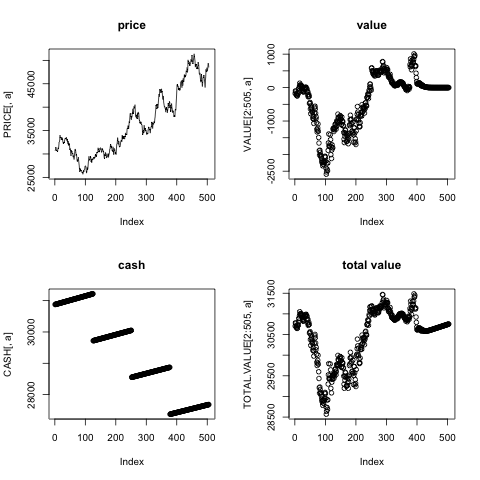 price
PRICE[, a]
25000 35000 45000
0 100 200 300 400 500
Index
value
VALUE[2:505, a]
-2500 -1000 0 1000
0 100 200 300 400 500
Index
cash
CASH[, a]
28000 30000
0 100 200 300 400 500
Index
total value
TOTAL.VALUE[2:505, a]
28500 29500 30500 31500
0 100 200 300 400 500
Index